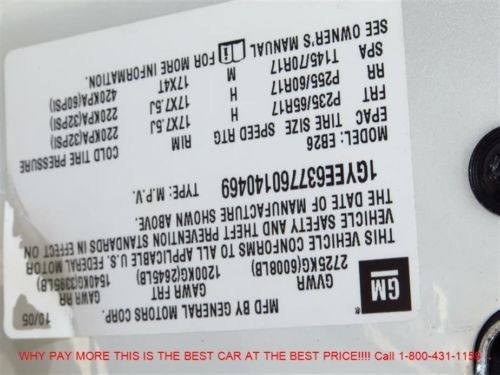 GM
MFD BY GENERAL MOTORS CORP. 10/05
GVWR GAWR FRT GAWR RR
2725KG(6008LB) 1200KG(2645LB) 1540KG(3395LB)
THIS VEHICLE CONFORMS TO ALL APPLICABLE U.S. FEDERAL MOTOR
VEHICLE SAFETY AND THEFT PREVENTION STANDARDS IN EFFECT ON
THE DATE OF MANUFACTURE SHOWN ABOVE.
1GYEE637760140469 TYPE: M.P.V.
MODEL: EB26
EPAC TIRE SIZE SPEED RTG RIM COLD TIRE PRESSURE
FRT P235/65R17 H 17X7.5J 220KPA(32PSI)
RR P255/60R17 H 17X7.5J 220KPA(32PSI)
SPA T145/70R17 M 17X4T 420KPA(60PSI)
SEE OWNER'S MANUAL FOR MORE INFORMATION.
WHY PAY MORE THIS IS THE BEST CAR AT THE BEST PRICE!!!! Call 1-800-431-1159